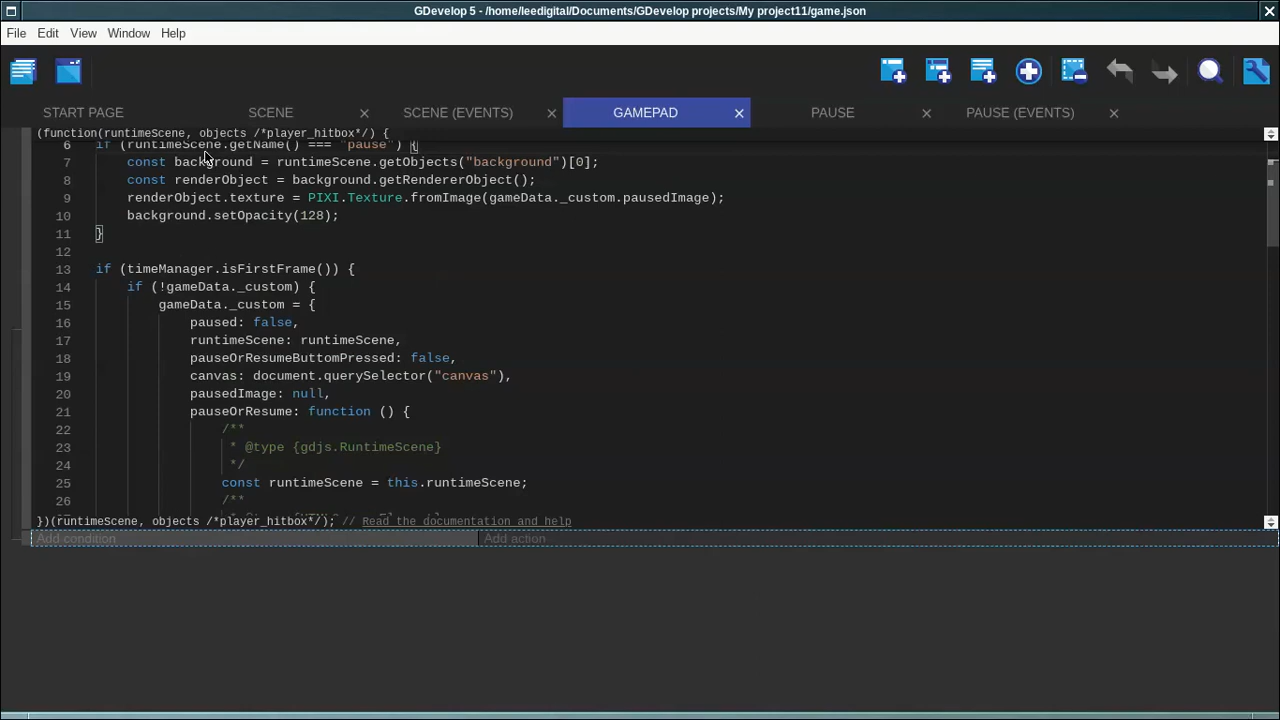 GDevelop 5 - /home/leedigital/Documents/GDevelop projects/My project11/game.json
File Edit View Window Help
START PAGE SCENE SCENE (EVENTS) GAMEPAD PAUSE PAUSE (EVENTS)
(function(runtimeScene, objects /*player_hitbox*/) {
6 if (runtimeScene.getName() === "pause") {
7 const background = runtimeScene.getObjects("background")[0];
8 const renderObject = background.getRendererObject();
9 renderObject.texture = PIXI.Texture.fromImage(gameData._custom.pausedImage);
10 background.setOpacity(128);
11 }
12
13 if (timeManager.isFirstFrame()) {
14 if (!gameData._custom) {
15 gameData._custom = {
16 paused: false,
17 runtimeScene: runtimeScene,
18 pauseOrResumeButtomPressed: false,
19 canvas: document.querySelector("canvas"),
20 pausedImage: null,
21 pauseOrResume: function () {
22 /**
23 * @type {gdjs.RuntimeScene}
24 */
25 const runtimeScene = this.runtimeScene;
26 /**
})(runtimeScene, objects /*player_hitbox*/); // Read the documentation and help
Add condition Add action